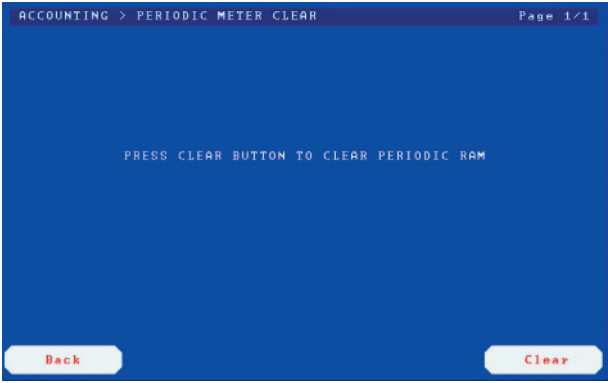 ACCOUNTING > PERIODIC METER CLEAR Page 1/1
PRESS CLEAR BUTTON TO CLEAR PERIODIC RAM
Back Clear